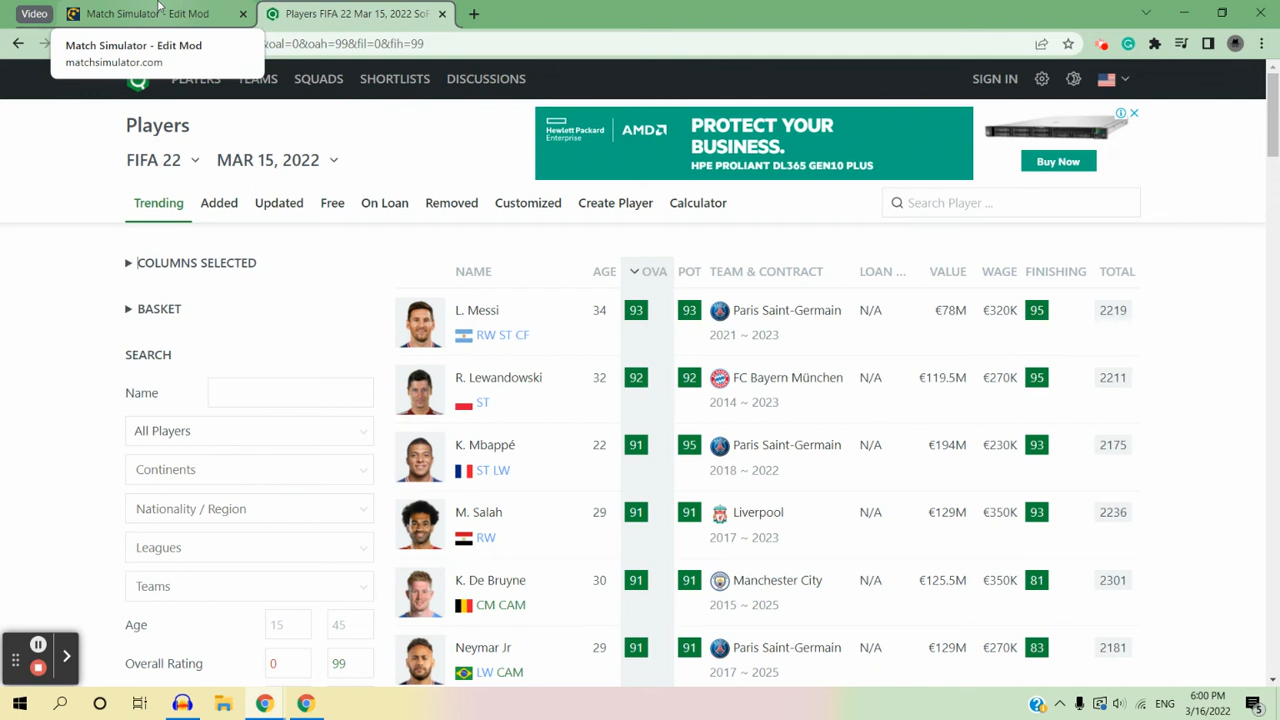 Video
Match Simulator - Edit Mod
Players FIFA 22 Mar 15, 2022 SoF
Match Simulator - Edit Mod
matchsimulator.com
oal=0&oah=99&fil=0&fih=99
PLAYERS TEAMS SQUADS SHORTLISTS DISCUSSIONS SIGN IN
Players
FIFA 22 MAR 15, 2022
Hewlett Packard Enterprise
AMD
PROTECT YOUR
BUSINESS.
HPE PROLIANT DL365 GEN10 PLUS
Buy Now
Trending Added Updated Free On Loan Removed Customized Create Player Calculator Search Player ...
COLUMNS SELECTED
BASKET
SEARCH
Name
All Players
Continents
Nationality / Region
Leagues
Teams
Age 15 45
Overall Rating 0 99
NAME AGE OVA POT TEAM & CONTRACT LOAN ... VALUE WAGE FINISHING TOTAL
L. Messi 34 93 93 Paris Saint-Germain N/A €78M €320K 95 2219
RW ST CF 2021 ~ 2023
R. Lewandowski 32 92 92 FC Bayern München N/A €119.5M €270K 95 2211
ST 2014 ~ 2023
K. Mbappé 22 91 95 Paris Saint-Germain N/A €194M €230K 93 2175
ST LW 2018 ~ 2022
M. Salah 29 91 91 Liverpool N/A €129M €350K 93 2236
RW 2017 ~ 2023
K. De Bruyne 30 91 91 Manchester City N/A €125.5M €350K 81 2301
CM CAM 2015 ~ 2025
Neymar Jr 29 91 91 Paris Saint-Germain N/A €129M €270K 83 2181
LW CAM 2017 ~ 2025
ENG
6:00 PM
3/16/2022
5